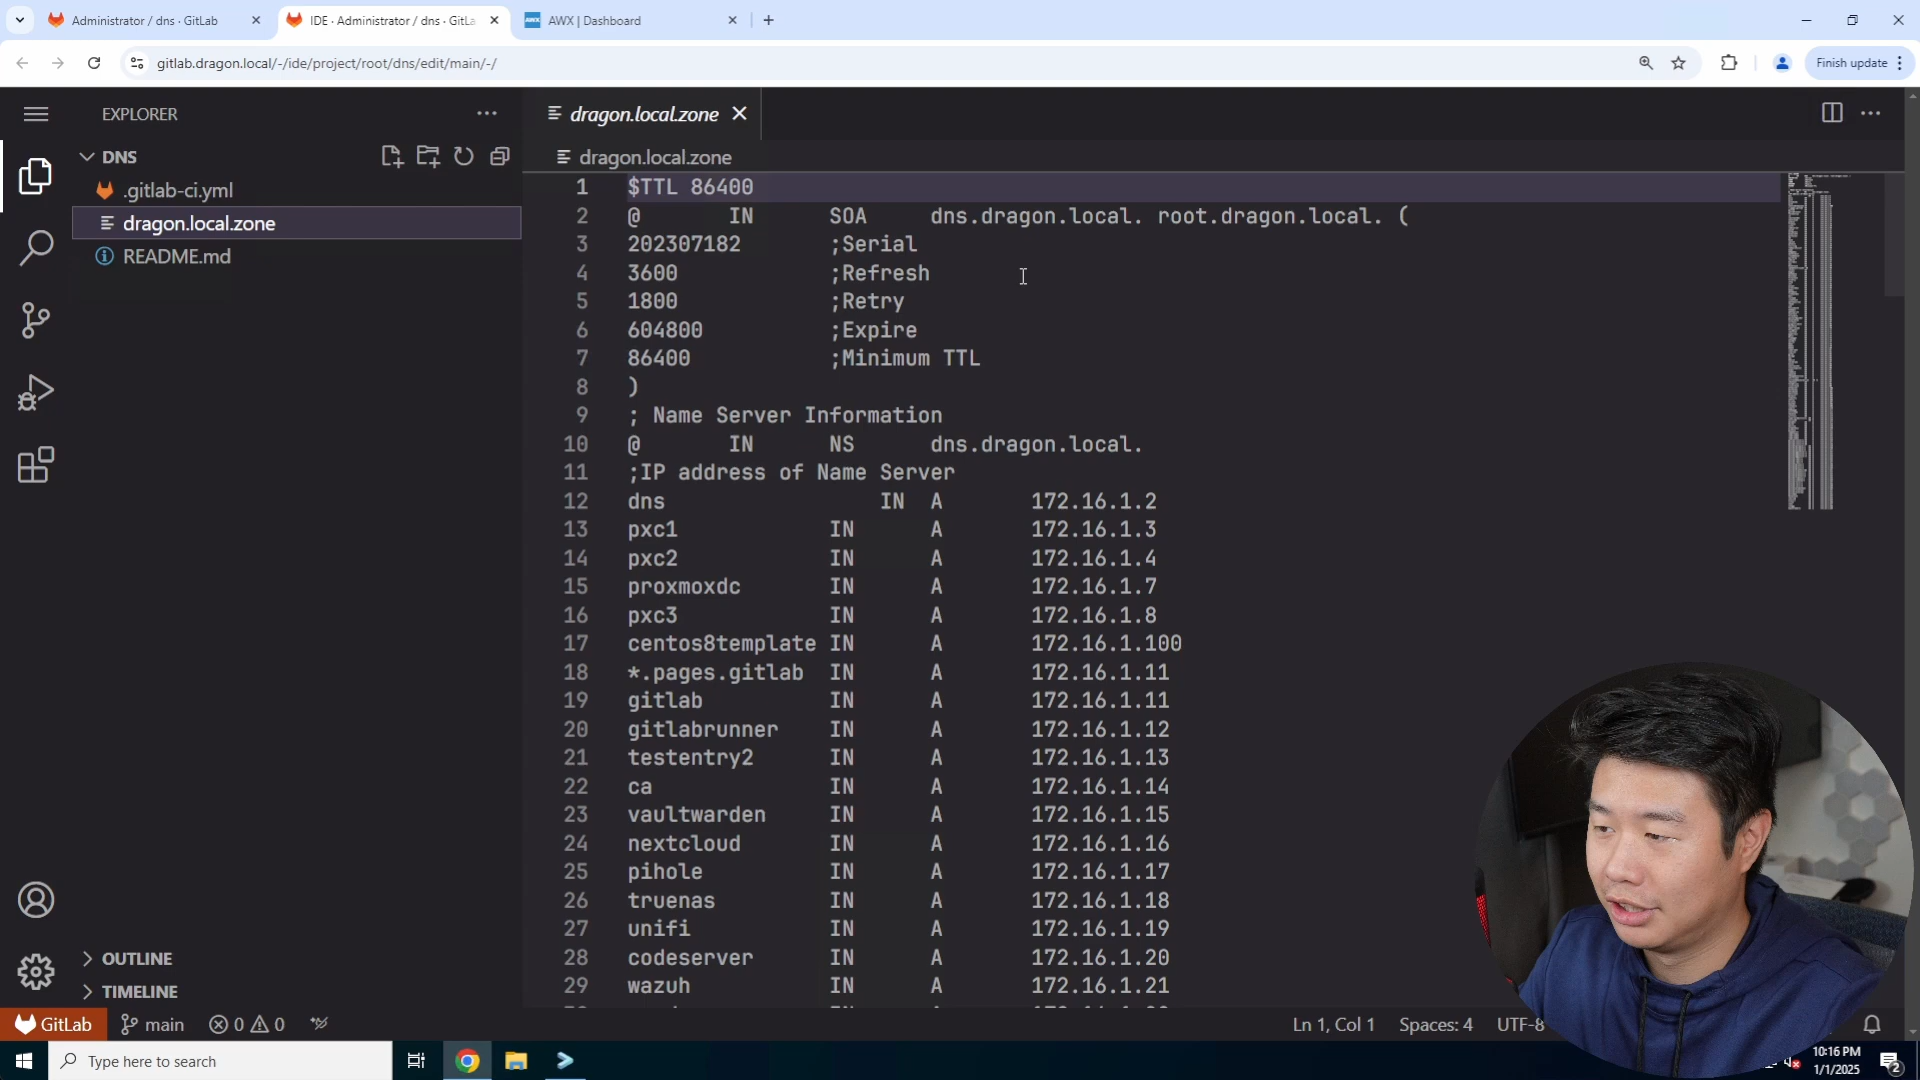 Administrator / dns · GitLab
IDE · Administrator / dns · GitLa
AWX | Dashboard
gitlab.dragon.local/-/ide/project/root/dns/edit/main/-/
Finish update
EXPLORER
dragon.local.zone
DNS
dragon.local.zone
.gitlab-ci.yml
dragon.local.zone
README.md
1 $TTL 86400
2 @ IN SOA dns.dragon.local. root.dragon.local. (
3 202307182 ;Serial
4 3600 ;Refresh
5 1800 ;Retry
6 604800 ;Expire
7 86400 ;Minimum TTL
8 )
9 ; Name Server Information
10 @ IN NS dns.dragon.local.
11 ;IP address of Name Server
12 dns IN A 172.16.1.2
13 pxc1 IN A 172.16.1.3
14 pxc2 IN A 172.16.1.4
15 proxmoxdc IN A 172.16.1.7
16 pxc3 IN A 172.16.1.8
17 centos8template IN A 172.16.1.100
18 *.pages.gitlab IN A 172.16.1.11
19 gitlab IN A 172.16.1.11
20 gitlabrunner IN A 172.16.1.12
21 testentry2 IN A 172.16.1.13
22 ca IN A 172.16.1.14
23 vaultwarden IN A 172.16.1.15
24 nextcloud IN A 172.16.1.16
25 pihole IN A 172.16.1.17
26 truenas IN A 172.16.1.18
27 unifi IN A 172.16.1.19
28 codeserver IN A 172.16.1.20
29 wazuh IN A 172.16.1.21
OUTLINE
TIMELINE
GitLab main 0 0 Ln 1, Col 1 Spaces: 4 UTF-8
Type here to search
10:16 PM
1/1/2025
2